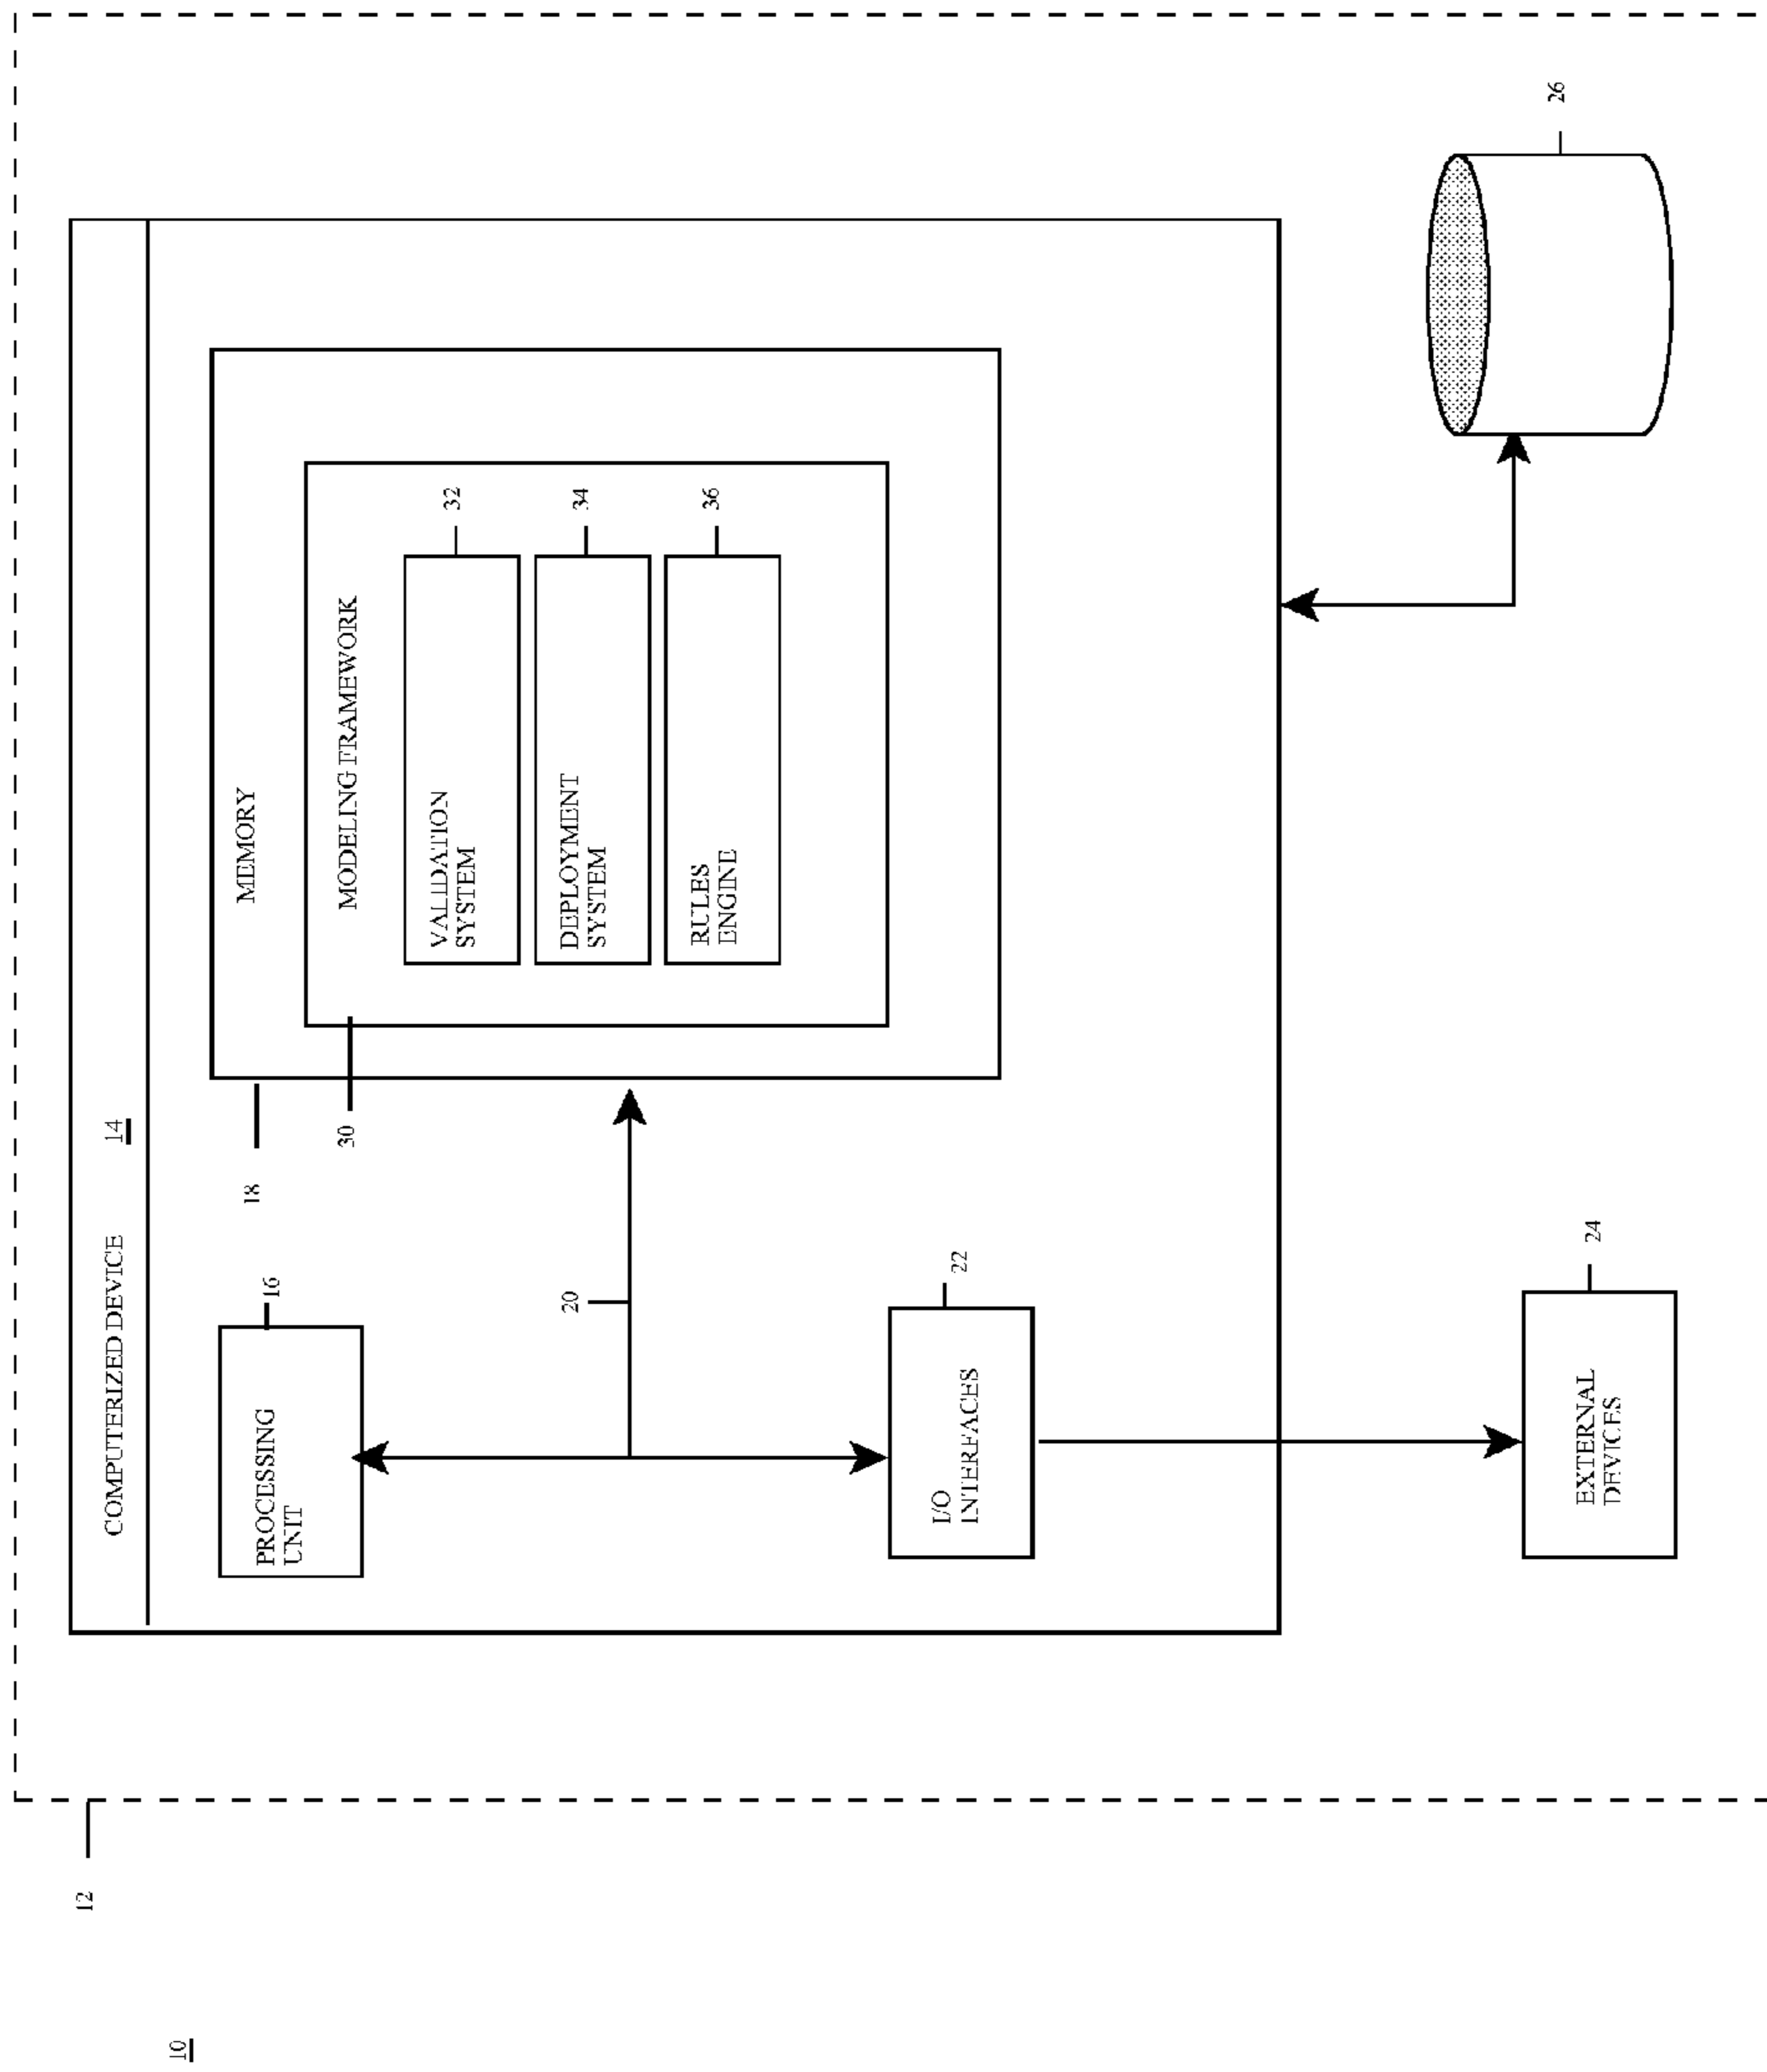 10
12
COMPUTERIZED DEVICE 14
PROCESSING
UNIT
16
18
MEMORY
30
MODELING FRAMEWORK
VALIDATION
SYSTEM
32
DEPLOYMENT
SYSTEM
34
RULES
ENGINE
36
20
I/O
INTERFACES
22
EXTERNAL
DEVICES
24
26